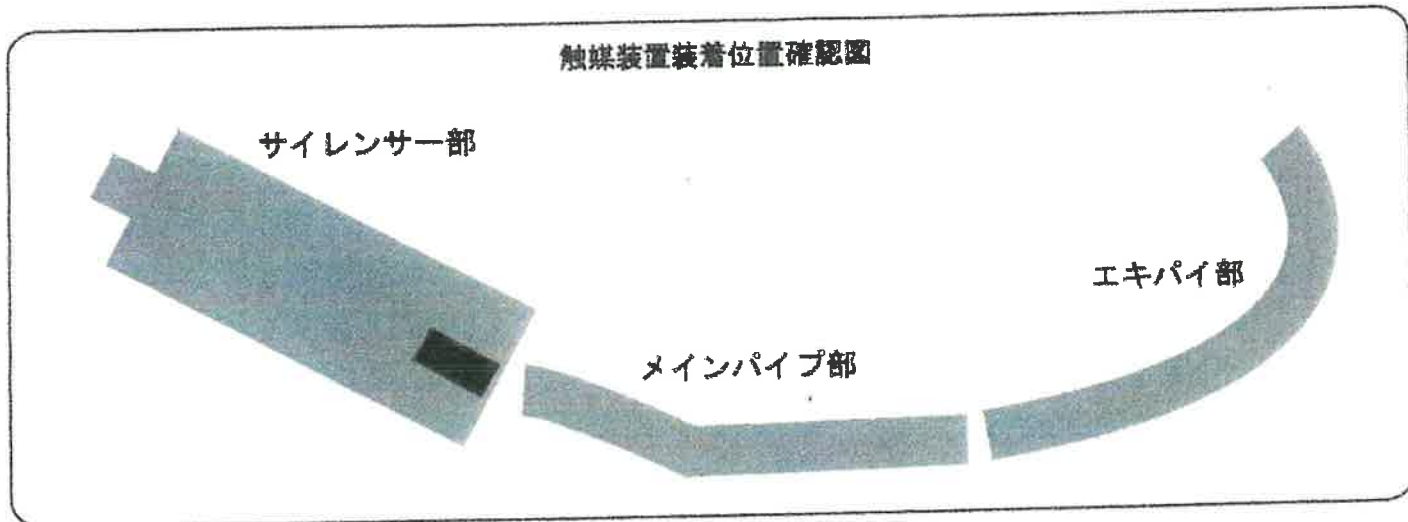 触媒装置装着位置確認図
サイレンサー部
エキパイ部
メインパイプ部